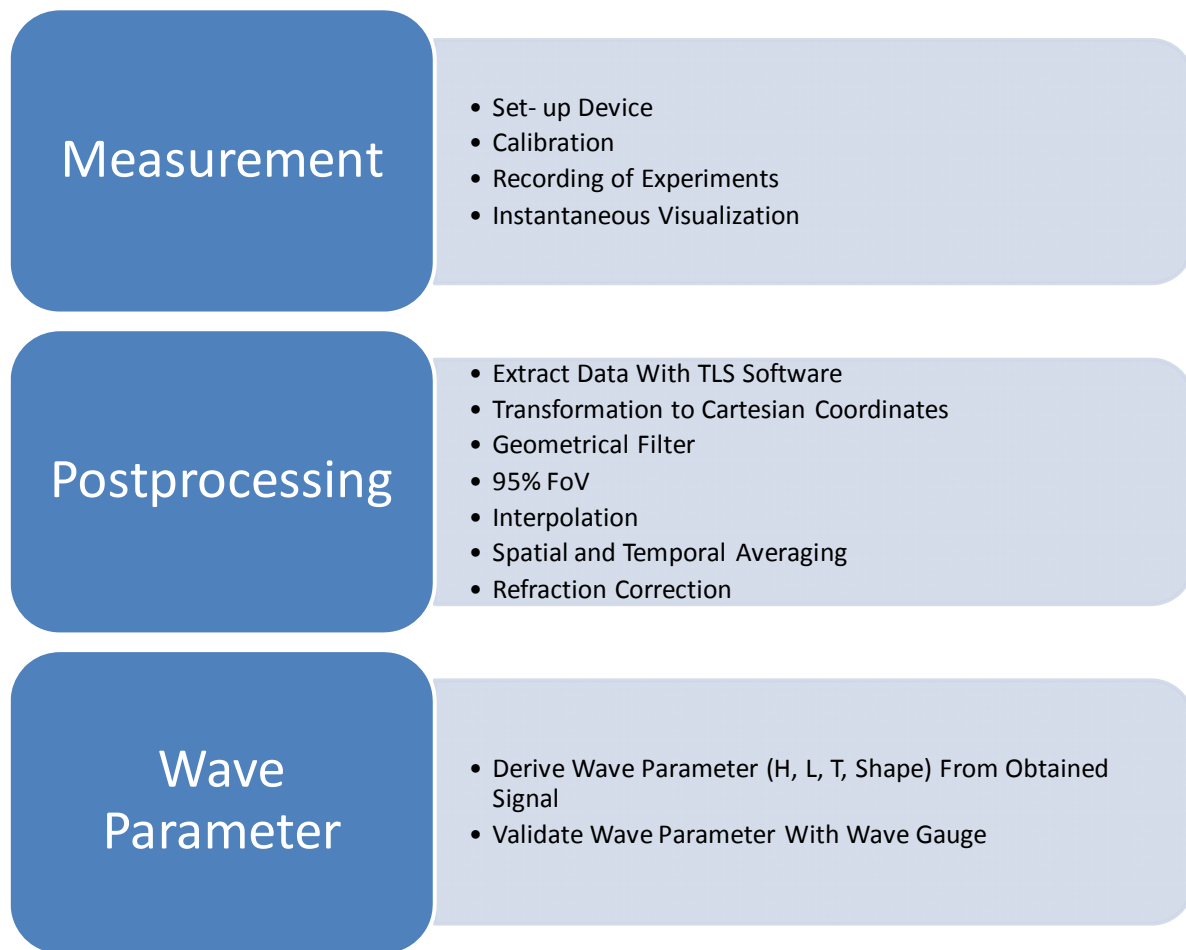 Measurement
• Set- up Device
• Calibration
• Recording of Experiments
• Instantaneous Visualization
Postprocessing
• Extract Data With TLS Software
• Transformation to Cartesian Coordinates
• Geometrical Filter
• 95% FoV
• Interpolation
• Spatial and Temporal Averaging
• Refraction Correction
Wave
Parameter
• Derive Wave Parameter (H, L, T, Shape) From Obtained
Signal
• Validate Wave Parameter With Wave Gauge